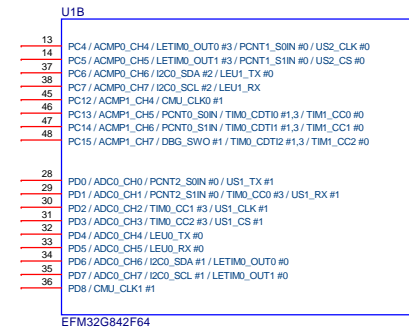 U1B
13 PC4 / ACMP0_CH4 / LETIM0_OUT0 #3 / PCNT1_S0IN #0 / US2_CLK #0
14 PC5 / ACMP0_CH5 / LETIM0_OUT1 #3 / PCNT1_S1IN #0 / US2_CS #0
37 PC6 / ACMP0_CH6 / I2C0_SDA #2 / LEU1_TX #0
38 PC7 / ACMP0_CH7 / I2C0_SCL #2 / LEU1_RX
45 PC12 / ACMP1_CH4 / CMU_CLK0 #1
46 PC13 / ACMP1_CH5 / PCNT0_S0IN / TIM0_CDTI0 #1,3 / TIM1_CC0 #0
47 PC14 / ACMP1_CH6 / PCNT0_S1IN / TIM0_CDTI1 #1,3 / TIM1_CC1 #0
48 PC15 / ACMP1_CH7 / DBG_SWO #1 / TIM0_CDTI2 #1,3 / TIM1_CC2 #0
28 PD0 / ADC0_CH0 / PCNT2_S0IN #0 / US1_TX #1
29 PD1 / ADC0_CH1 / PCNT2_S1IN #0 / TIM0_CC0 #3 / US1_RX #1
30 PD2 / ADC0_CH2 / TIM0_CC1 #3 / US1_CLK #1
31 PD3 / ADC0_CH3 / TIM0_CC2 #3 / US1_CS #1
32 PD4 / ADC0_CH4 / LEU0_TX #0
33 PD5 / ADC0_CH5 / LEU0_RX #0
34 PD6 / ADC0_CH6 / I2C0_SDA #1 / LETIM0_OUT0 #0
35 PD7 / ADC0_CH7 / I2C0_SCL #1 / LETIM0_OUT1 #0
36 PD8 / CMU_CLK1 #1
EFM32G842F64